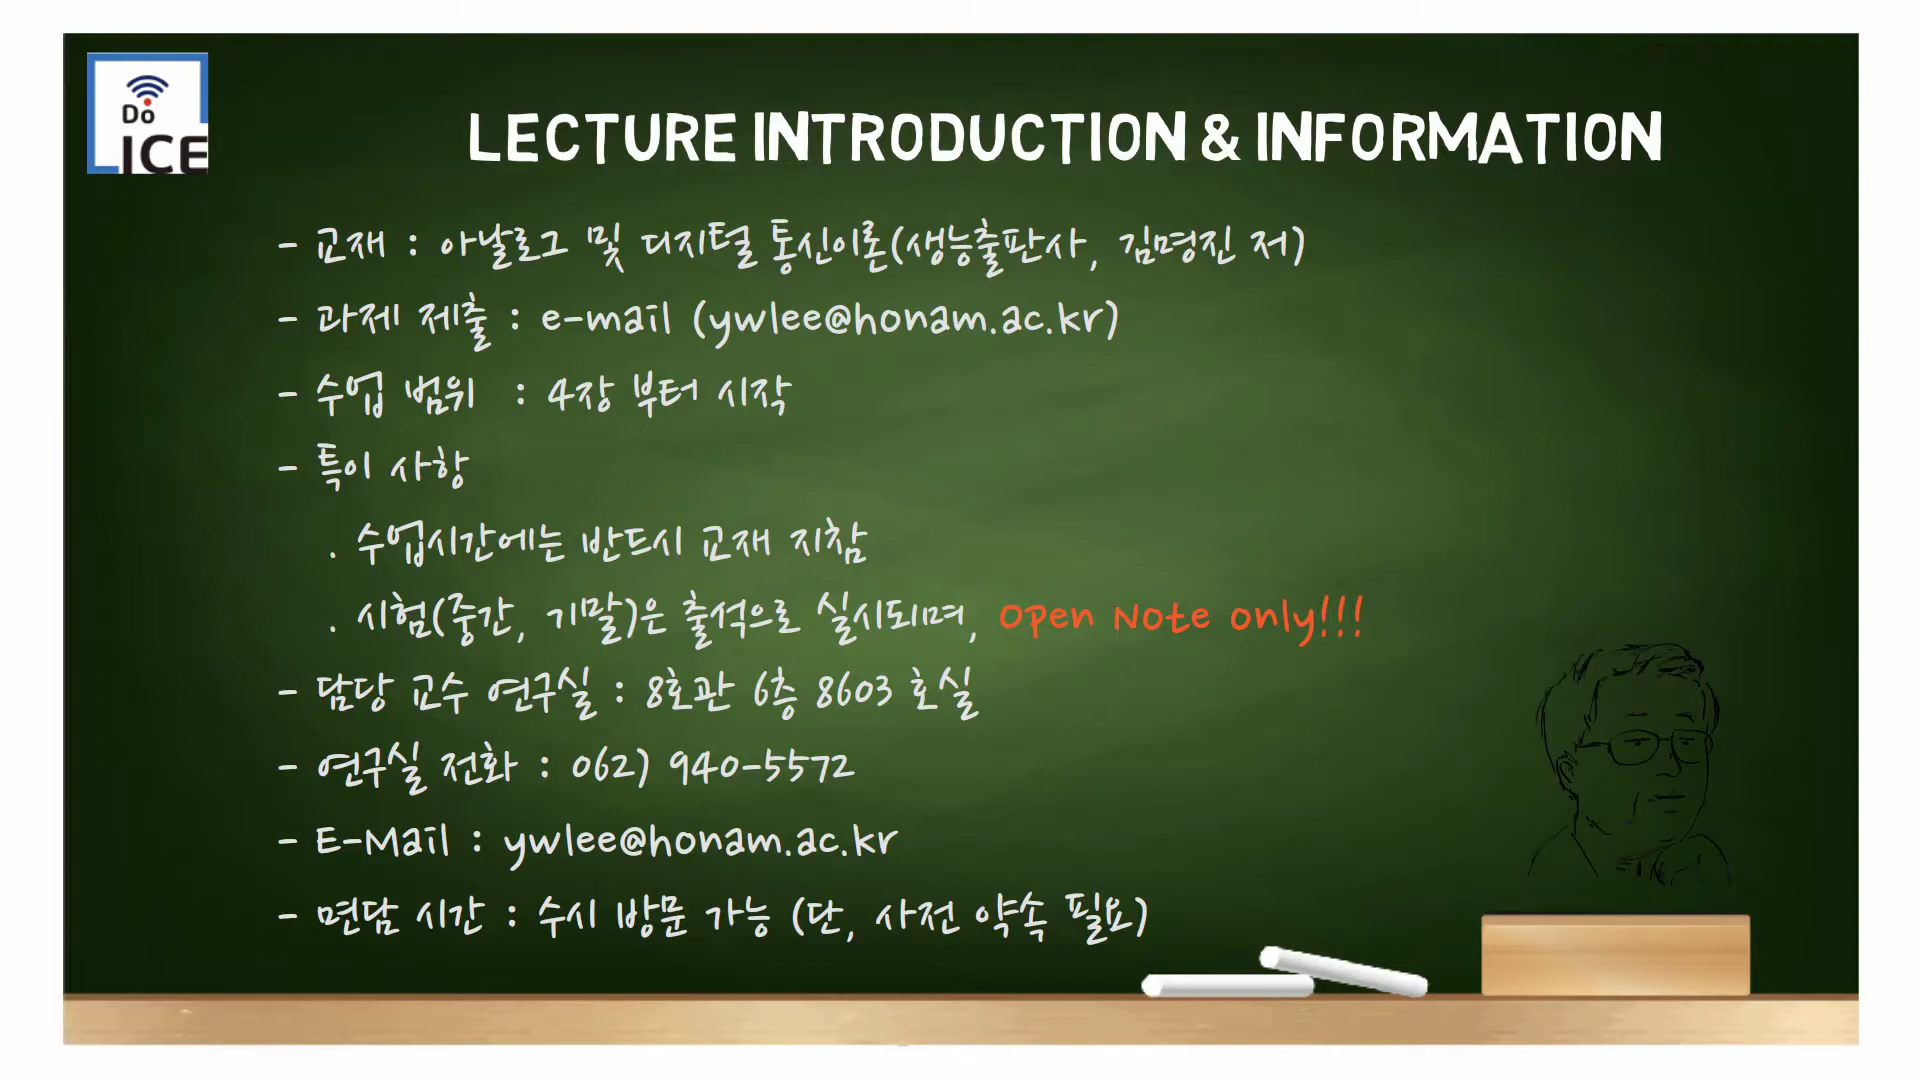 Do
ICE
LECTURE INTRODUCTION & INFORMATION
- 교재 : 아날로그 및 디지털 통신이론(생능출판사, 김명진 저)
- 과제 제출 : e-mail (ywlee@honam.ac.kr)
- 수업 범위 : 4장 부터 시작
- 특이 사항
. 수업시간에는 반드시 교재 지참
. 시험(중간, 기말)은 출석으로 실시되며, Open Note only!!!
- 담당 교수 연구실 : 8호관 6층 8603 호실
- 연구실 전화 : 062) 940-5572
- E-Mail : ywlee@honam.ac.kr
- 면담 시간 : 수시 방문 가능 (단, 사전 약속 필요)